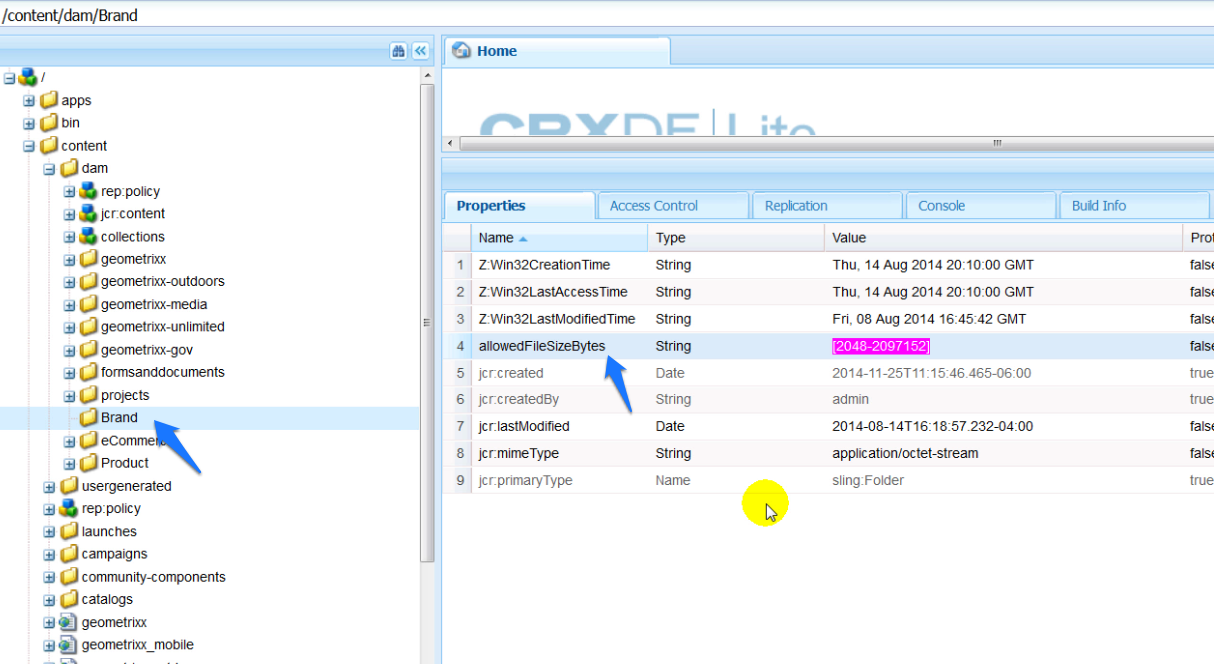 /content/dam/Brand
/
apps
bin
content
dam
rep:policy
jcr:content
collections
geometrixx
geometrixx-outdoors
geometrixx-media
geometrixx-unlimited
geometrixx-gov
formsanddocuments
projects
Brand
eCommer
Product
usergenerated
rep:policy
launches
campaigns
community-components
catalogs
geometrixx
geometrixx_mobile
Home
CRXDE | Lite
Properties Access Control Replication Console Build Info
Name Type Value Prot
1 Z:Win32CreationTime String Thu, 14 Aug 2014 20:10:00 GMT false
2 Z:Win32LastAccessTime String Thu, 14 Aug 2014 20:10:00 GMT false
3 Z:Win32LastModifiedTime String Fri, 08 Aug 2014 16:45:42 GMT false
4 allowedFileSizeBytes String [2048-2097152] false
5 jcr:created Date 2014-11-25T11:15:46.465-06:00 true
6 jcr:createdBy String admin true
7 jcr:lastModified Date 2014-08-14T16:18:57.232-04:00 false
8 jcr:mimeType String application/octet-stream false
9 jcr:primaryType Name sling:Folder true